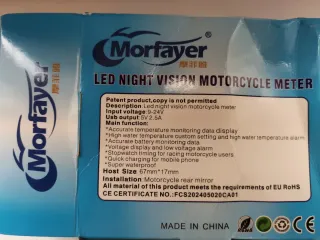 Morfayer®
摩菲爾
LED NIGHT VISION MOTORCYCLE METER
Patent product,copy is not permitted
Description:Led night vision motorcycle meter
Input voltage:9-24V
Usb output 5V 2.5A
Main function:
*Accurate temperature monitoring data display
*High water temperature custom setting and high water temperature alarm
*Accurate battery monitoring data
*Voltage display and low voltage alarm
*Stopwatch timing for racing motorcycle users
*Quick charging for mobile phone
*Super waterproof
Host Size:67mm*17mm
Installation:Motorcycle rear mirror
All material of this product meets the requirements of EU RoHS
CE CERTIFICATE NO.:FCS202405020CA01
MADE IN CHINA
Morfayer